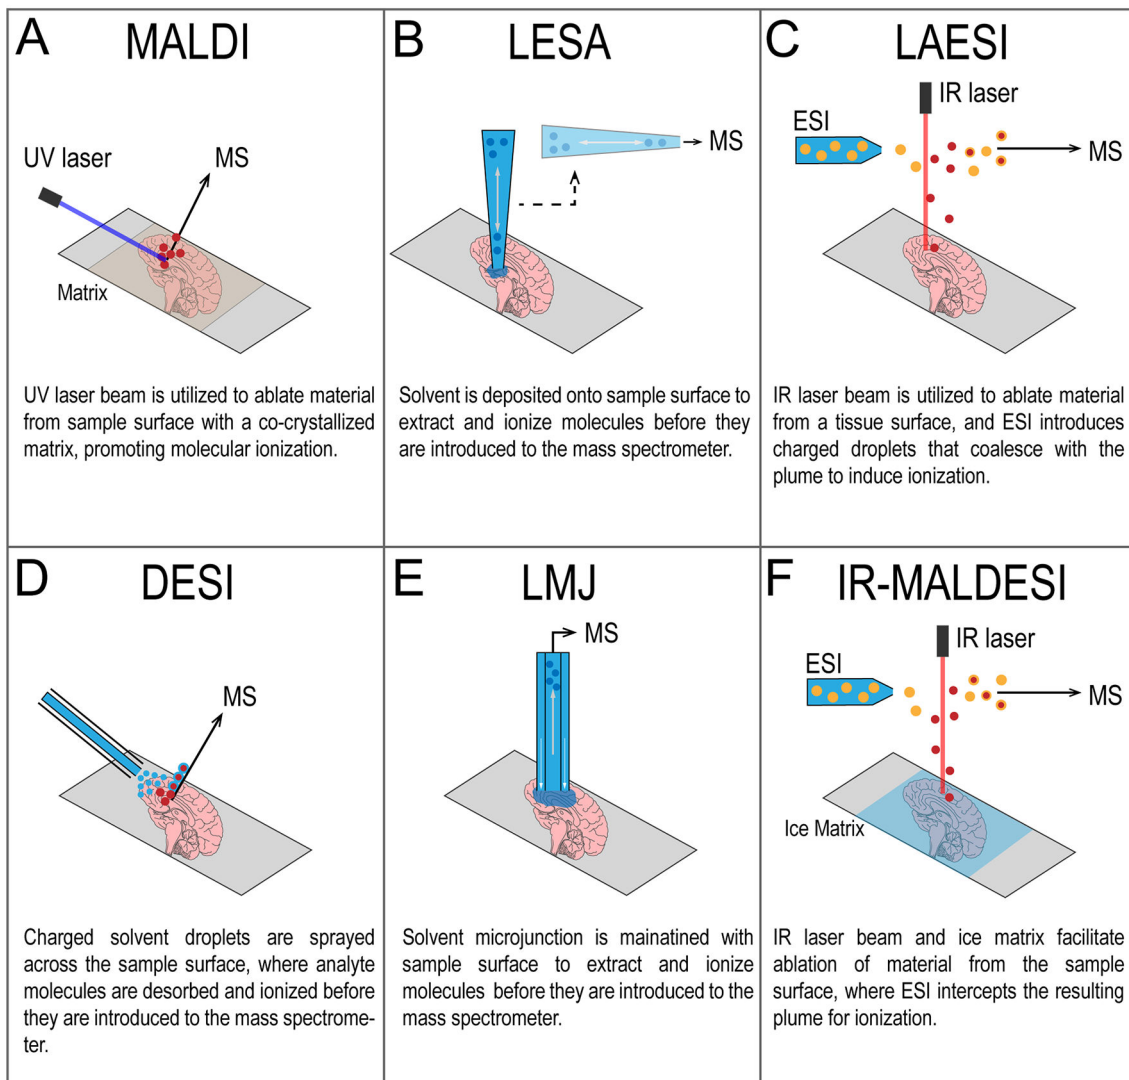 A MALDI
UV laser
MS
Matrix
UV laser beam is utilized to ablate material
from sample surface with a co-crystallized
matrix, promoting molecular ionization.
B LESA
MS
Solvent is deposited onto sample surface to
extract and ionize molecules before they
are introduced to the mass spectrometer.
C LAESI
IR laser
ESI
MS
IR laser beam is utilized to ablate material
from a tissue surface, and ESI introduces
charged droplets that coalesce with the
plume to induce ionization.
D DESI
MS
Charged solvent droplets are sprayed
across the sample surface, where analyte
molecules are desorbed and ionized before
they are introduced to the mass spectrome-
ter.
E LMJ
MS
Solvent microjunction is mainatined with
sample surface to extract and ionize
molecules before they are introduced to the
mass spectrometer.
F IR-MALDESI
IR laser
ESI
MS
Ice Matrix
IR laser beam and ice matrix facilitate
ablation of material from the sample
surface, where ESI intercepts the resulting
plume for ionization.